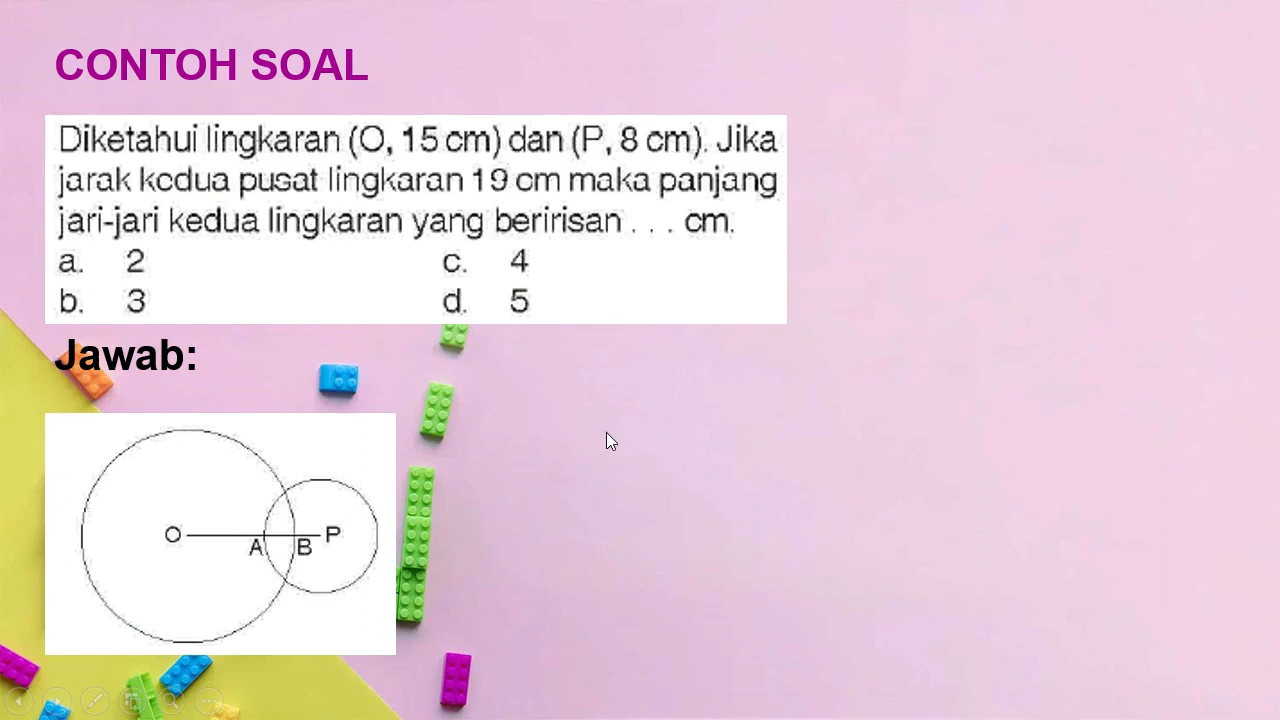 CONTOH SOAL
Diketahui lingkaran (O, 15 cm) dan (P, 8 cm). Jika
jarak kedua pusat lingkaran 19 cm maka panjang
jari-jari kedua lingkaran yang beririsan . . . cm.
a. 2 c. 4
b. 3 d. 5
Jawab:
O A B P